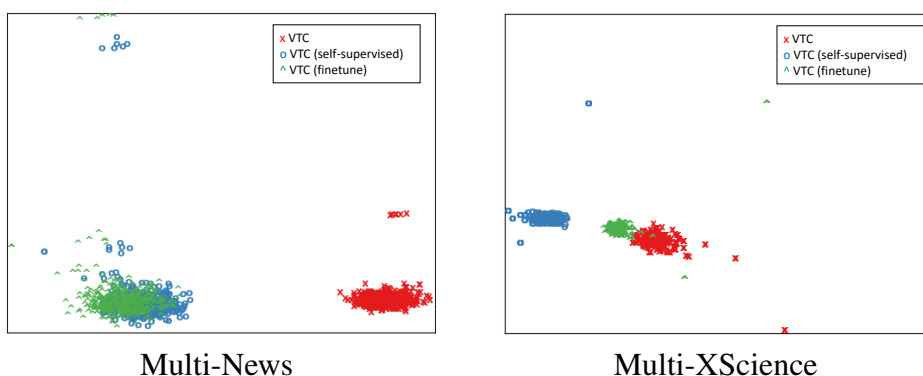 x VTC
o VTC (self-supervised)
^ VTC (finetune)
x VTC
o VTC (self-supervised)
^ VTC (finetune)
Multi-News
Multi-XScience